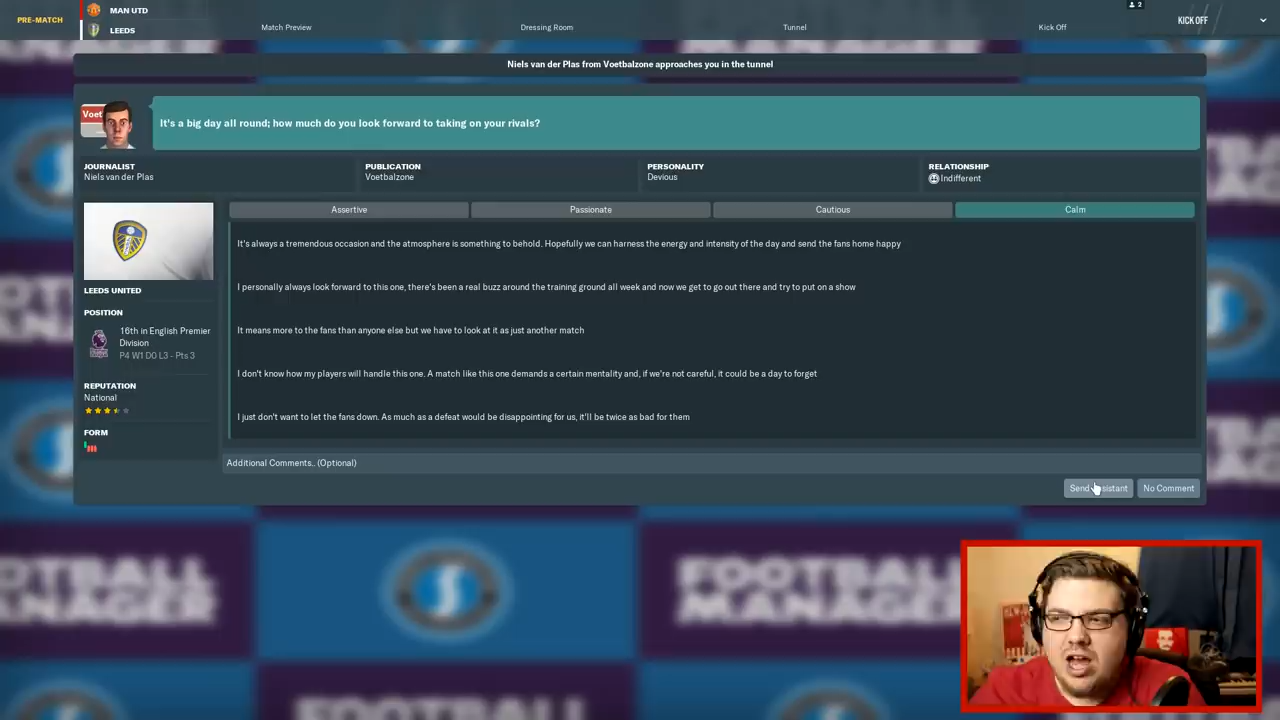 PRE-MATCH
MAN UTD
LEEDS
Match Preview
Dressing Room
Tunnel
Kick Off
2
KICK OFF
Niels van der Plas from Voetbalzone approaches you in the tunnel
Voet
It's a big day all round; how much do you look forward to taking on your rivals?
JOURNALIST
Niels van der Plas
PUBLICATION
Voetbalzone
PERSONALITY
Devious
RELATIONSHIP
Indifferent
Assertive
Passionate
Cautious
Calm
It's always a tremendous occasion and the atmosphere is something to behold. Hopefully we can harness the energy and intensity of the day and send the fans home happy
I personally always look forward to this one, there's been a real buzz around the training ground all week and now we get to go out there and try to put on a show
It means more to the fans than anyone else but we have to look at it as just another match
I don't know how my players will handle this one. A match like this one demands a certain mentality and, if we're not careful, it could be a day to forget
I just don't want to let the fans down. As much as a defeat would be disappointing for us, it'll be twice as bad for them
LEEDS UNITED
POSITION
16th in English Premier
Division
P4 W1 D0 L3 - Pts 3
REPUTATION
National
FORM
Additional Comments.. (Optional)
Send
No Comment
FOOTBALL
MANAGER
FOOTBALL
MANAGER